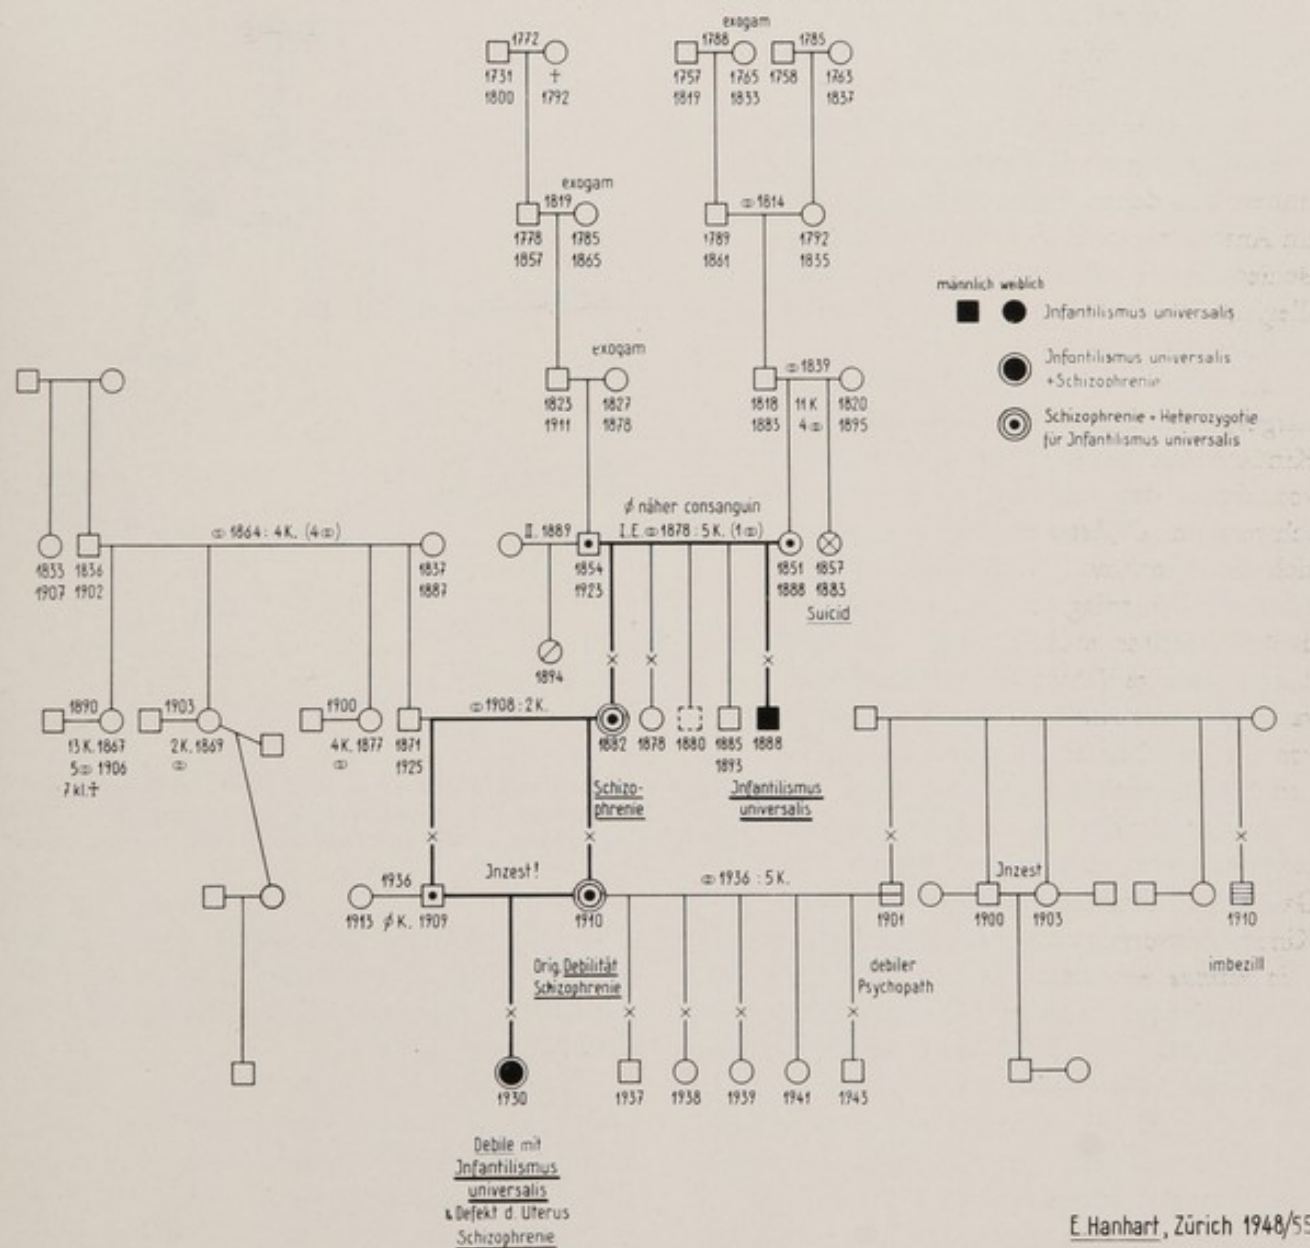 exogam
1772 1788 1785
1731 † 1757 1765 1758 1763
1800 1792 1819 1833 1837
exogam
1819 ⚭ 1814
1778 1785 1789 1792
1857 1865 1861 1835
männlich weiblich
Jnfantilismus universalis
Jnfantilismus universalis
+Schizophrenie
Schizophrenie + Heterozygotie
für Jnfantilismus universalis
exogam
⚭ 1839
1823 1827 1818 11 K 1820
1911 1878 1883 4⚭ 1895
ø näher consanguin
⚭ 1864: 4K. (4⚭) II. 1889 I.E. ⚭ 1878: 5 K. (1⚭)
1833 1836 1837 1854 1851 1857
1907 1902 1887 1923 1888 1883
Suicid
1894
1890 1903 1900 ⚭ 1908: 2K.
13 K. 1867 2 K. 1869 4 K. 1877 1871 1882 1878 1880 1885 1888
5⚭ 1906 ⚭ ⚭ 1925 1893
7 kl.†
Schizo-
phrenie
Jnfantilismus
universalis
1936 Jnzest! ⚭ 1936: 5 K. Jnzest
1913 ø K. 1909 1910 1901 1900 1903 1910
Orig. Debilität
Schizophrenie
debiler
Psychopath
imbezill
1930 1937 1938 1939 1941 1943
Debile mit
Jnfantilismus
universalis
& Defekt d. Uterus
Schizophrenie
E. Hanhart, Zürich 1948/55